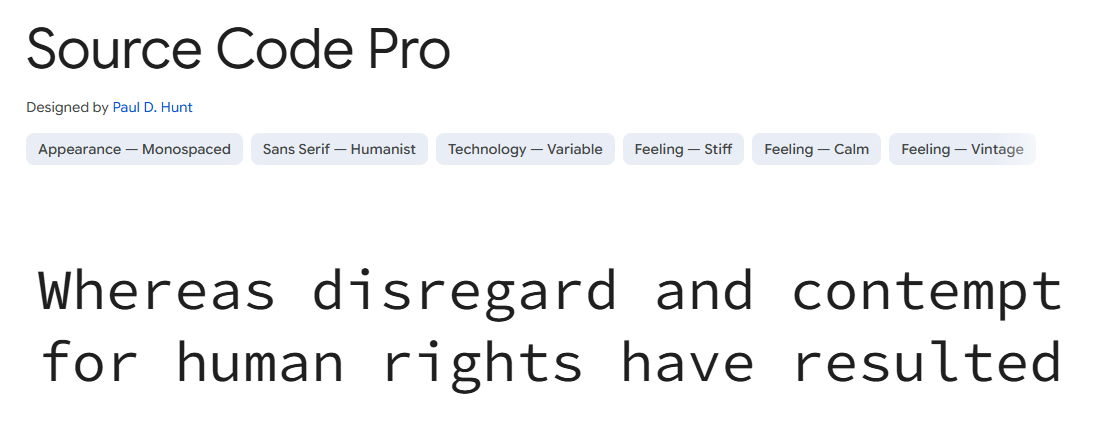 Source Code Pro
Designed by Paul D. Hunt
Appearance — Monospaced Sans Serif — Humanist Technology — Variable Feeling — Stiff Feeling — Calm Feeling — Vintage
Whereas disregard and contempt
for human rights have resulted